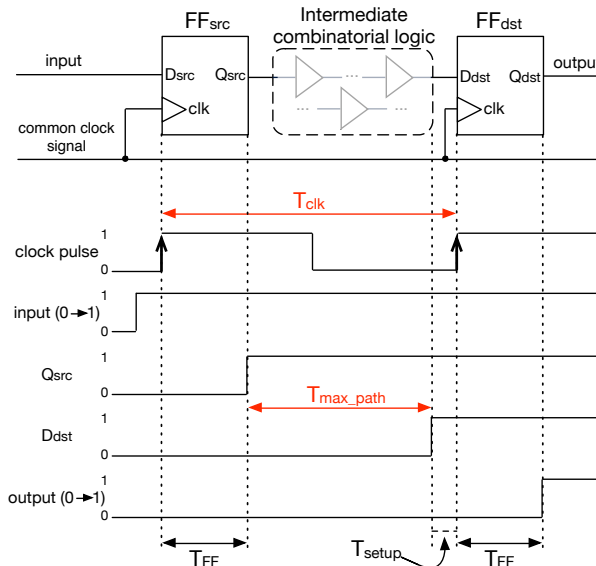 FFsrc
Intermediate
combinatorial logic
FFdst
input
Dsrc
Qsrc
...
...
...
...
Ddst
Qdst
output
clk
clk
common clock
signal
Tclk
clock pulse
1
0
input (0→1)
1
0
Qsrc
1
0
Tmax_path
Ddst
1
0
output (0→1)
1
0
TFF
Tsetup
TFF